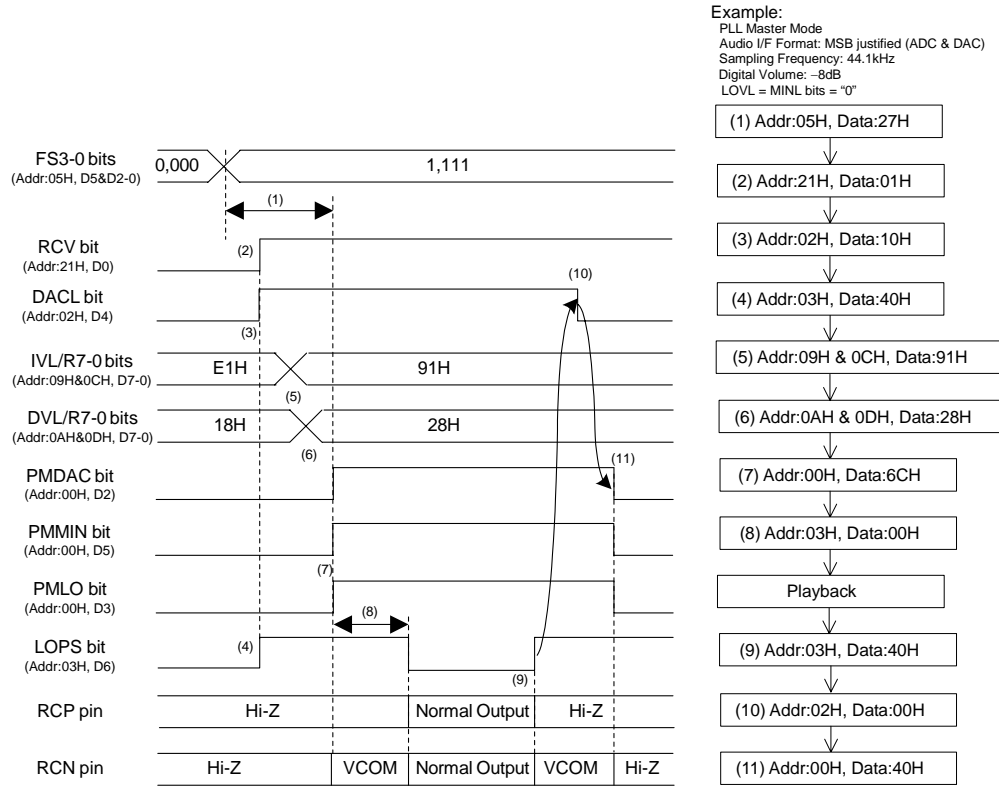 Example:
PLL Master Mode
Audio I/F Format: MSB justified (ADC & DAC)
Sampling Frequency: 44.1kHz
Digital Volume: −8dB
LOVL = MINL bits = “0”
FS3-0 bits
(Addr:05H, D5&D2-0)
0,000
1,111
(1)
RCV bit
(Addr:21H, D0)
(2)
DACL bit
(Addr:02H, D4)
(3)
(10)
IVL/R7-0 bits
(Addr:09H&0CH, D7-0)
E1H
91H
(5)
DVL/R7-0 bits
(Addr:0AH&0DH, D7-0)
18H
28H
(6)
PMDAC bit
(Addr:00H, D2)
(11)
PMMIN bit
(Addr:00H, D5)
PMLO bit
(Addr:00H, D3)
(7)
(8)
LOPS bit
(Addr:03H, D6)
(4)
(9)
RCP pin
Hi-Z
Normal Output
Hi-Z
RCN pin
Hi-Z
VCOM
Normal Output
VCOM
Hi-Z
(1) Addr:05H, Data:27H
(2) Addr:21H, Data:01H
(3) Addr:02H, Data:10H
(4) Addr:03H, Data:40H
(5) Addr:09H & 0CH, Data:91H
(6) Addr:0AH & 0DH, Data:28H
(7) Addr:00H, Data:6CH
(8) Addr:03H, Data:00H
Playback
(9) Addr:03H, Data:40H
(10) Addr:02H, Data:00H
(11) Addr:00H, Data:40H